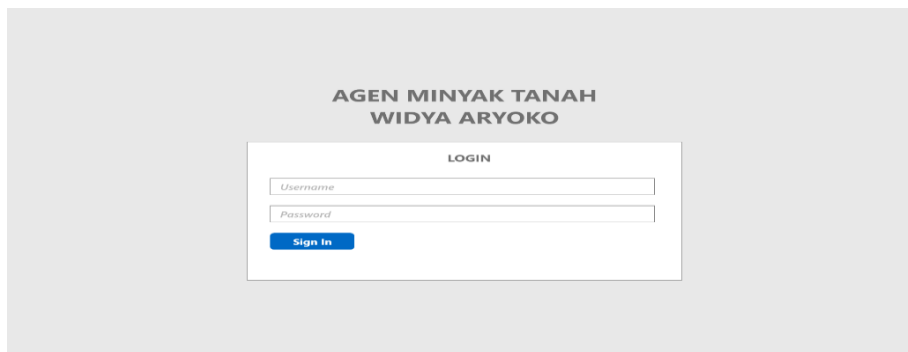 AGEN MINYAK TANAH
WIDYA ARYOKO
LOGIN
Username
Password
Sign In